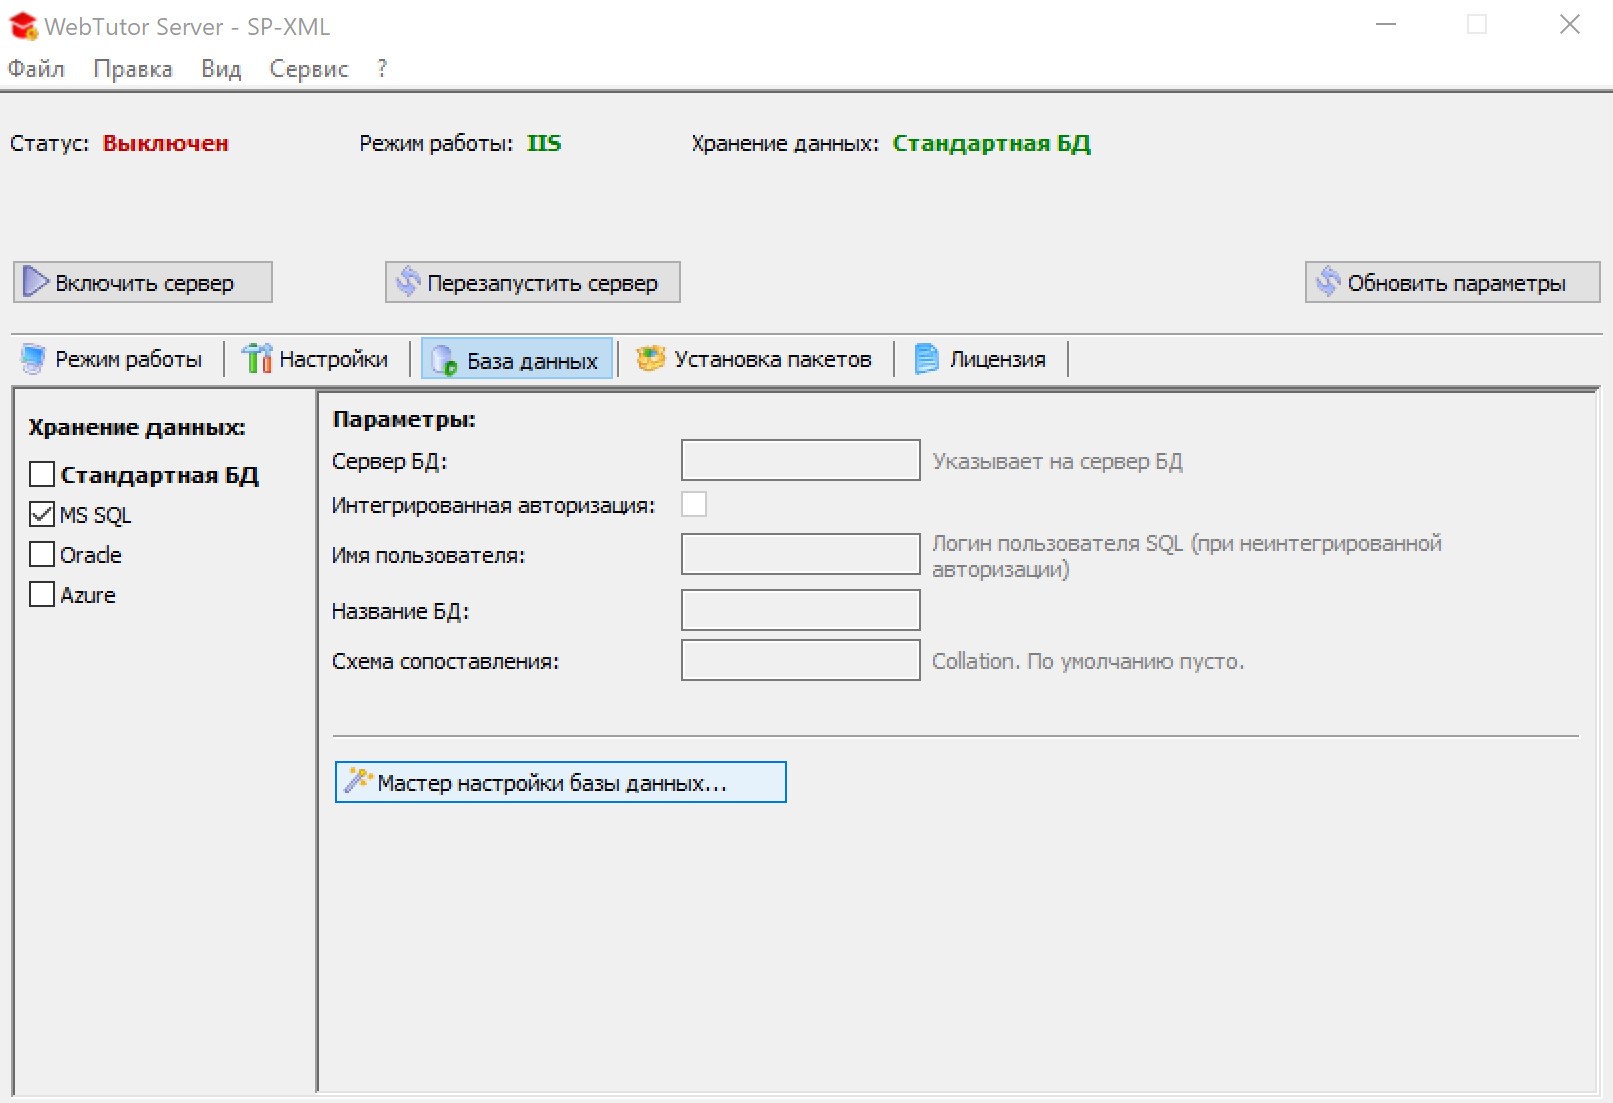 WebTutor Server - SP-XML
Файл Правка Вид Сервис ?
Статус: Выключен Режим работы: IIS Хранение данных: Стандартная БД
Включить сервер Перезапустить сервер Обновить параметры
Режим работы Настройки База данных Установка пакетов Лицензия
Хранение данных:
Стандартная БД
MS SQL
Oracle
Azure
Параметры:
Сервер БД: Указывает на сервер БД
Интегрированная авторизация:
Имя пользователя: Логин пользователя SQL (при неинтегрированной
авторизации)
Название БД:
Схема сопоставления: Collation. По умолчанию пусто.
Мастер настройки базы данных...